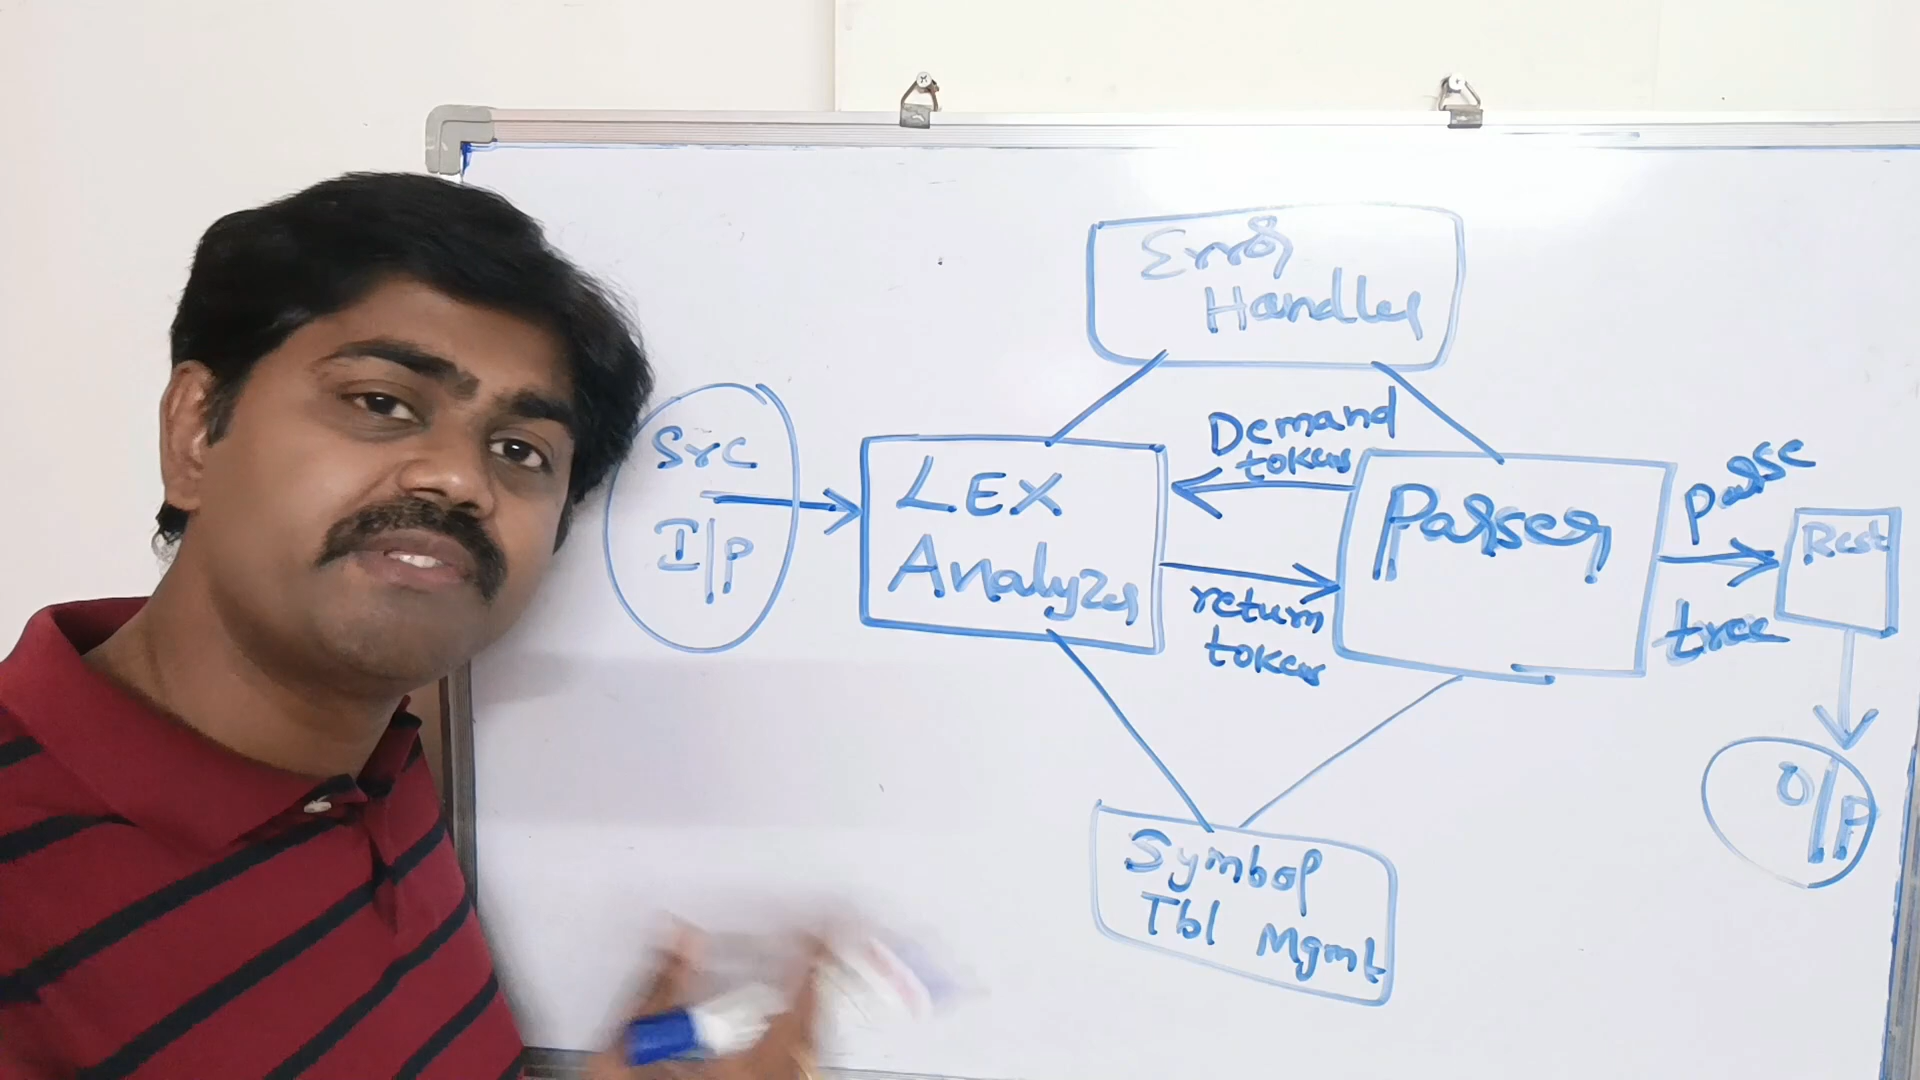 Error
Handler
Src
I/P
LEX
Analyzer
Demand
tokens
return
tokens
Parser
parse
tree
Rest
O/P
Symbol
Tbl Mgmt